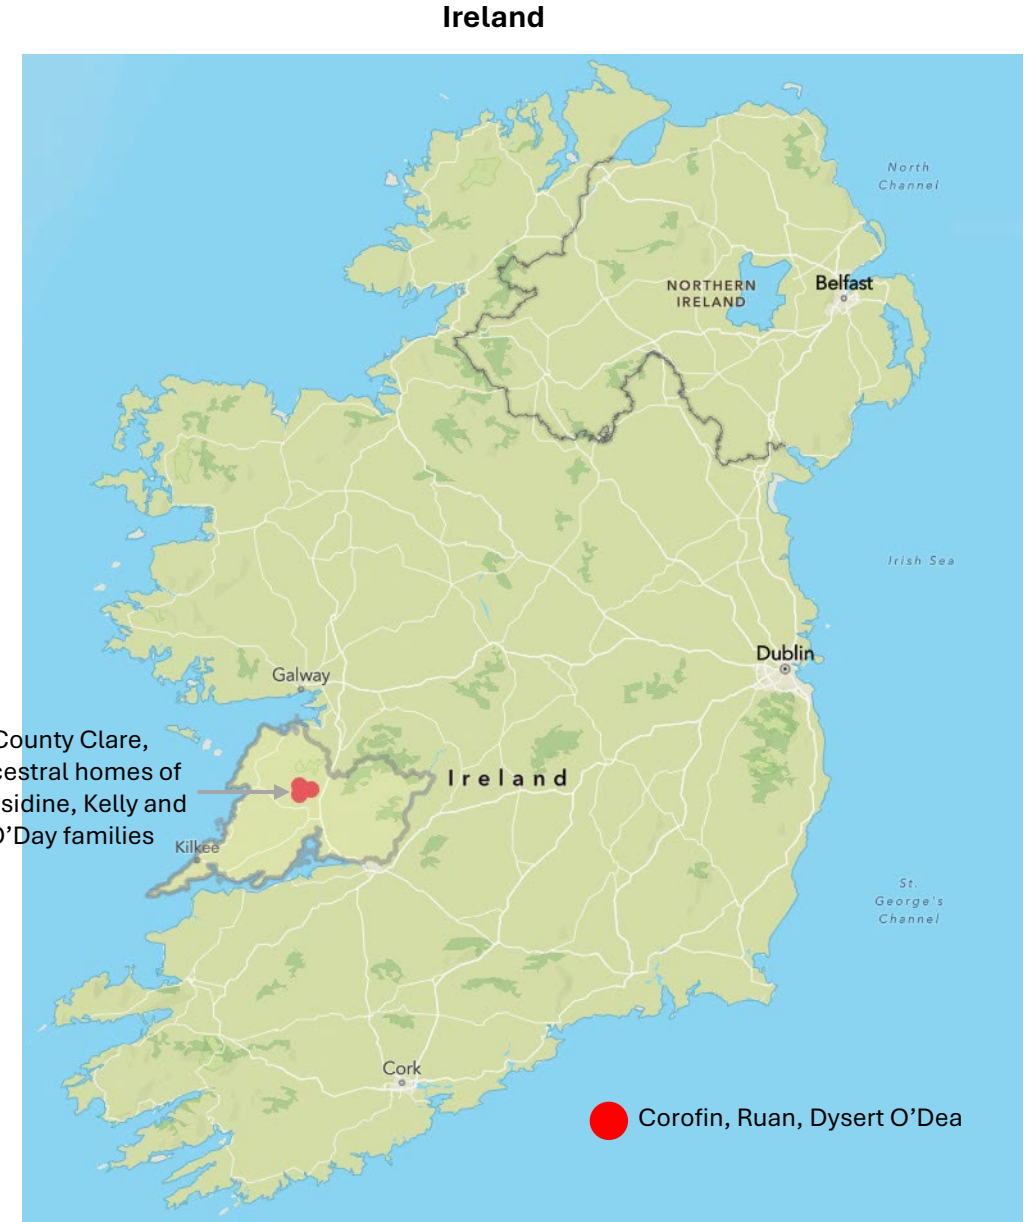 Ireland
North
Channel
NORTHERN
IRELAND
Belfast
Irish Sea
Dublin
Galway
County Clare,
cestral homes of
sidine, Kelly and
O’Day families
Ireland
Kilkee
St.
George's
Channel
Cork
Corofin, Ruan, Dysert O’Dea